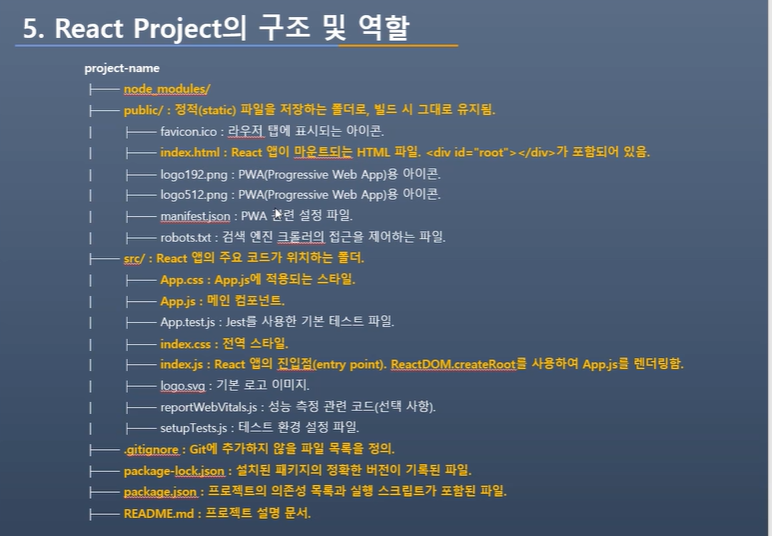 5. React Project의 구조 및 역할
project-name
├── node_modules/
├── public/ : 정적(static) 파일을 저장하는 폴더로, 빌드 시 그대로 유지됨.
│ ├── favicon.ico : 라우저 탭에 표시되는 아이콘.
│ ├── index.html : React 앱이 마운트되는 HTML 파일. <div id="root"></div>가 포함되어 있음.
│ ├── logo192.png : PWA(Progressive Web App)용 아이콘.
│ ├── logo512.png : PWA(Progressive Web App)용 아이콘.
│ ├── manifest.json : PWA 관련 설정 파일.
│ ├── robots.txt : 검색 엔진 크롤러의 접근을 제어하는 파일.
├── src/ : React 앱의 주요 코드가 위치하는 폴더.
│ ├── App.css : App.js에 적용되는 스타일.
│ ├── App.js : 메인 컴포넌트.
│ ├── App.test.js : Jest를 사용한 기본 테스트 파일.
│ ├── index.css : 전역 스타일.
│ ├── index.js : React 앱의 진입점(entry point). ReactDOM.createRoot를 사용하여 App.js를 렌더링함.
│ ├── logo.svg : 기본 로고 이미지.
│ ├── reportWebVitals.js : 성능 측정 관련 코드(선택 사항).
│ ├── setupTests.js : 테스트 환경 설정 파일.
├── .gitignore : Git에 추가하지 않을 파일 목록을 정의.
├── package-lock.json : 설치된 패키지의 정확한 버전이 기록된 파일.
├── package.json : 프로젝트의 의존성 목록과 실행 스크립트가 포함된 파일.
├── README.md : 프로젝트 설명 문서.